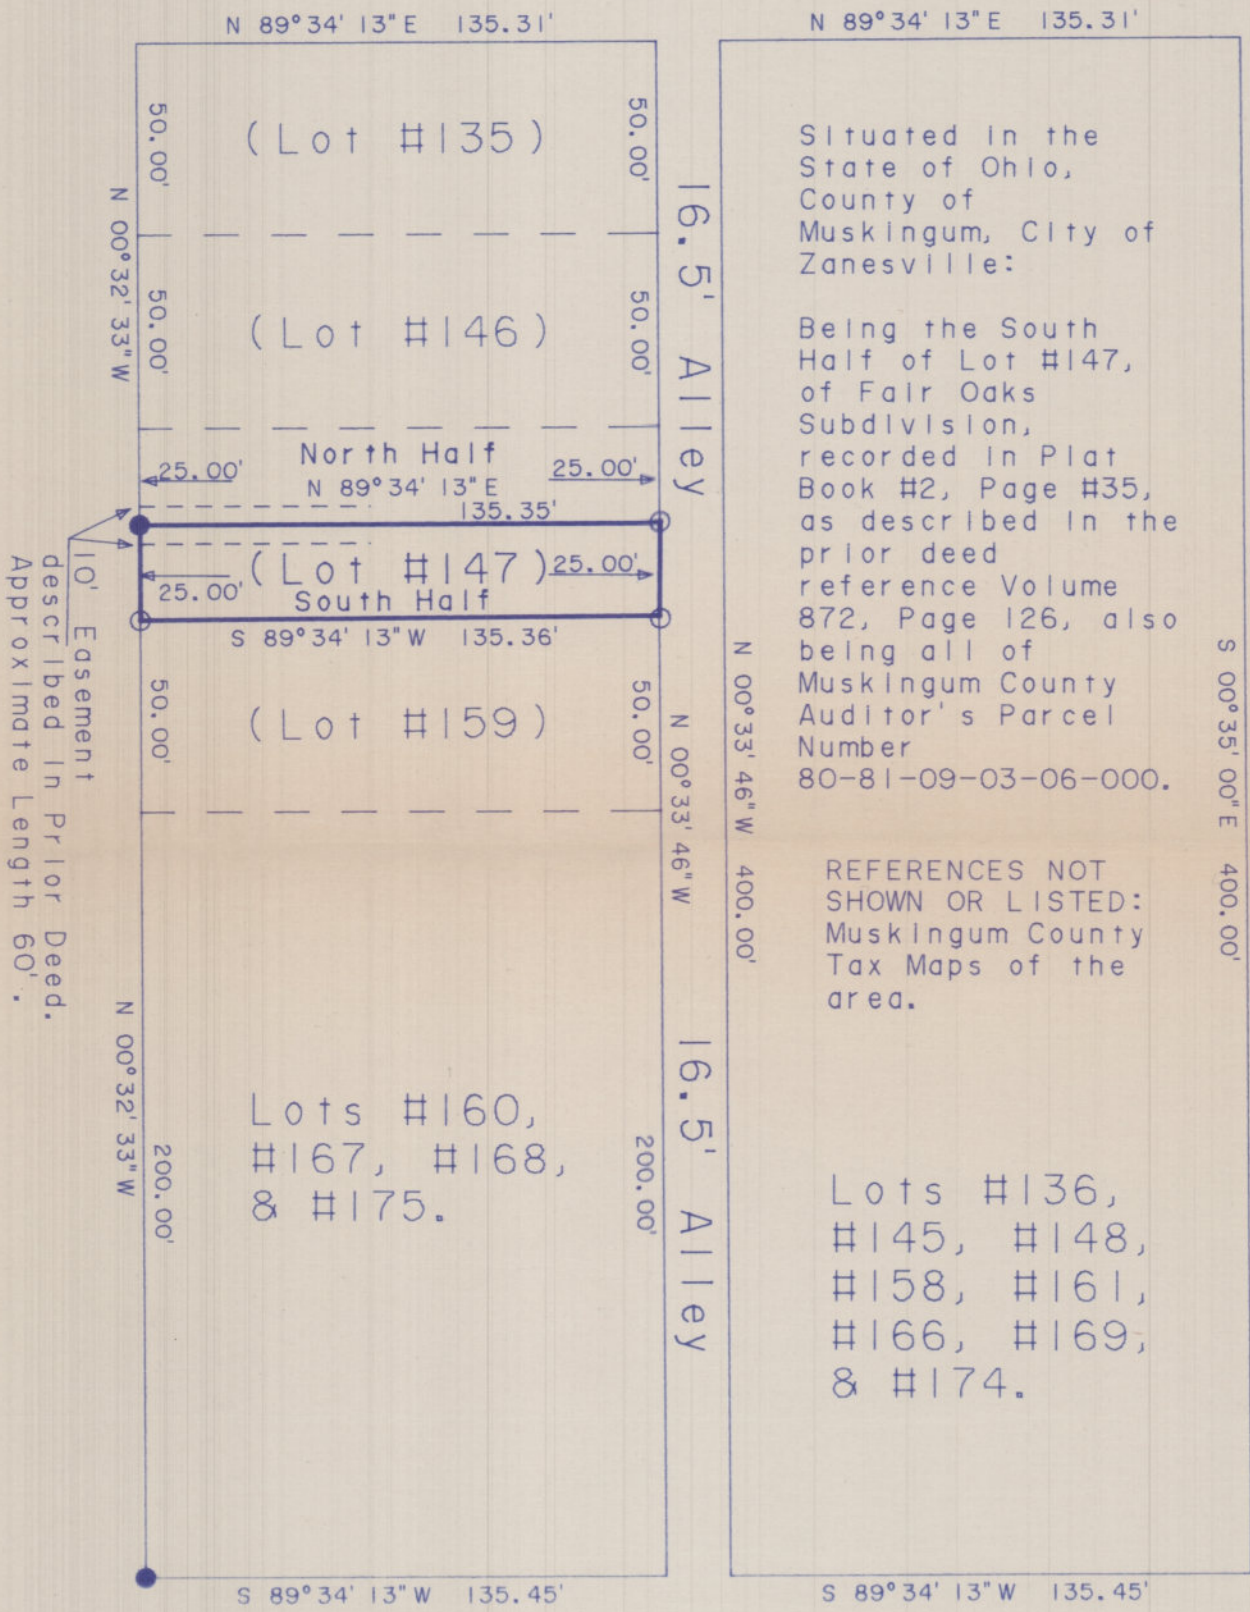 N 89°34' 13"E 135.31'
50.00'
(Lot #135)
50.00'
N 00°32' 33"W
50.00'
(Lot #146)
50.00'
16.5' Alley
North Half
25.00'
25.00'
N 89°34' 13"E
135.35'
(Lot #147)
25.00'
25.00'
South Half
S 89°34' 13"W 135.36'
10' Easement
described in Prior Deed.
Approximate Length 60'.
50.00'
(Lot #159)
50.00'
N 00°33' 46"W
N 00°32' 33"W
200.00'
Lots #160,
#167, #168,
& #175.
200.00'
16.5' Alley
S 89°34' 13"W 135.45'
N 89°34' 13"E 135.31'
Situated in the
State of Ohio,
County of
Muskingum, City of
Zanesville:
Being the South
Half of Lot #147,
of Fair Oaks
Subdivision,
recorded in Plat
Book #2, Page #35,
as described in the
prior deed
reference Volume
872, Page 126, also
being all of
Muskingum County
Auditor's Parcel
Number
80-81-09-03-06-000.
N 00°33' 46"W 400.00'
S 00°35' 00"E 400.00'
REFERENCES NOT
SHOWN OR LISTED:
Muskingum County
Tax Maps of the
area.
Lots #136,
#145, #148,
#158, #161,
#166, #169,
& #174.
S 89°34' 13"W 135.45'